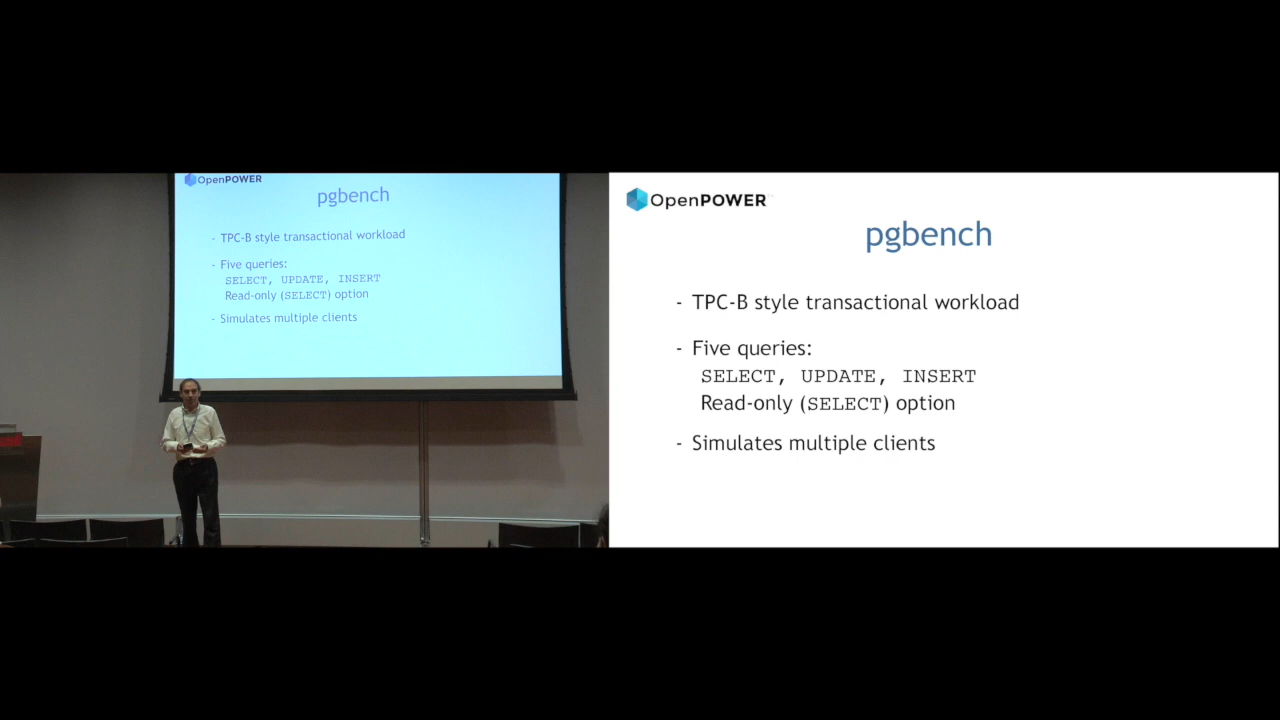 OpenPOWER
pgbench
- TPC-B style transactional workload
- Five queries:
SELECT, UPDATE, INSERT
Read-only (SELECT) option
- Simulates multiple clients
OpenPOWER
pgbench
- TPC-B style transactional workload
- Five queries:
SELECT, UPDATE, INSERT
Read-only (SELECT) option
- Simulates multiple clients